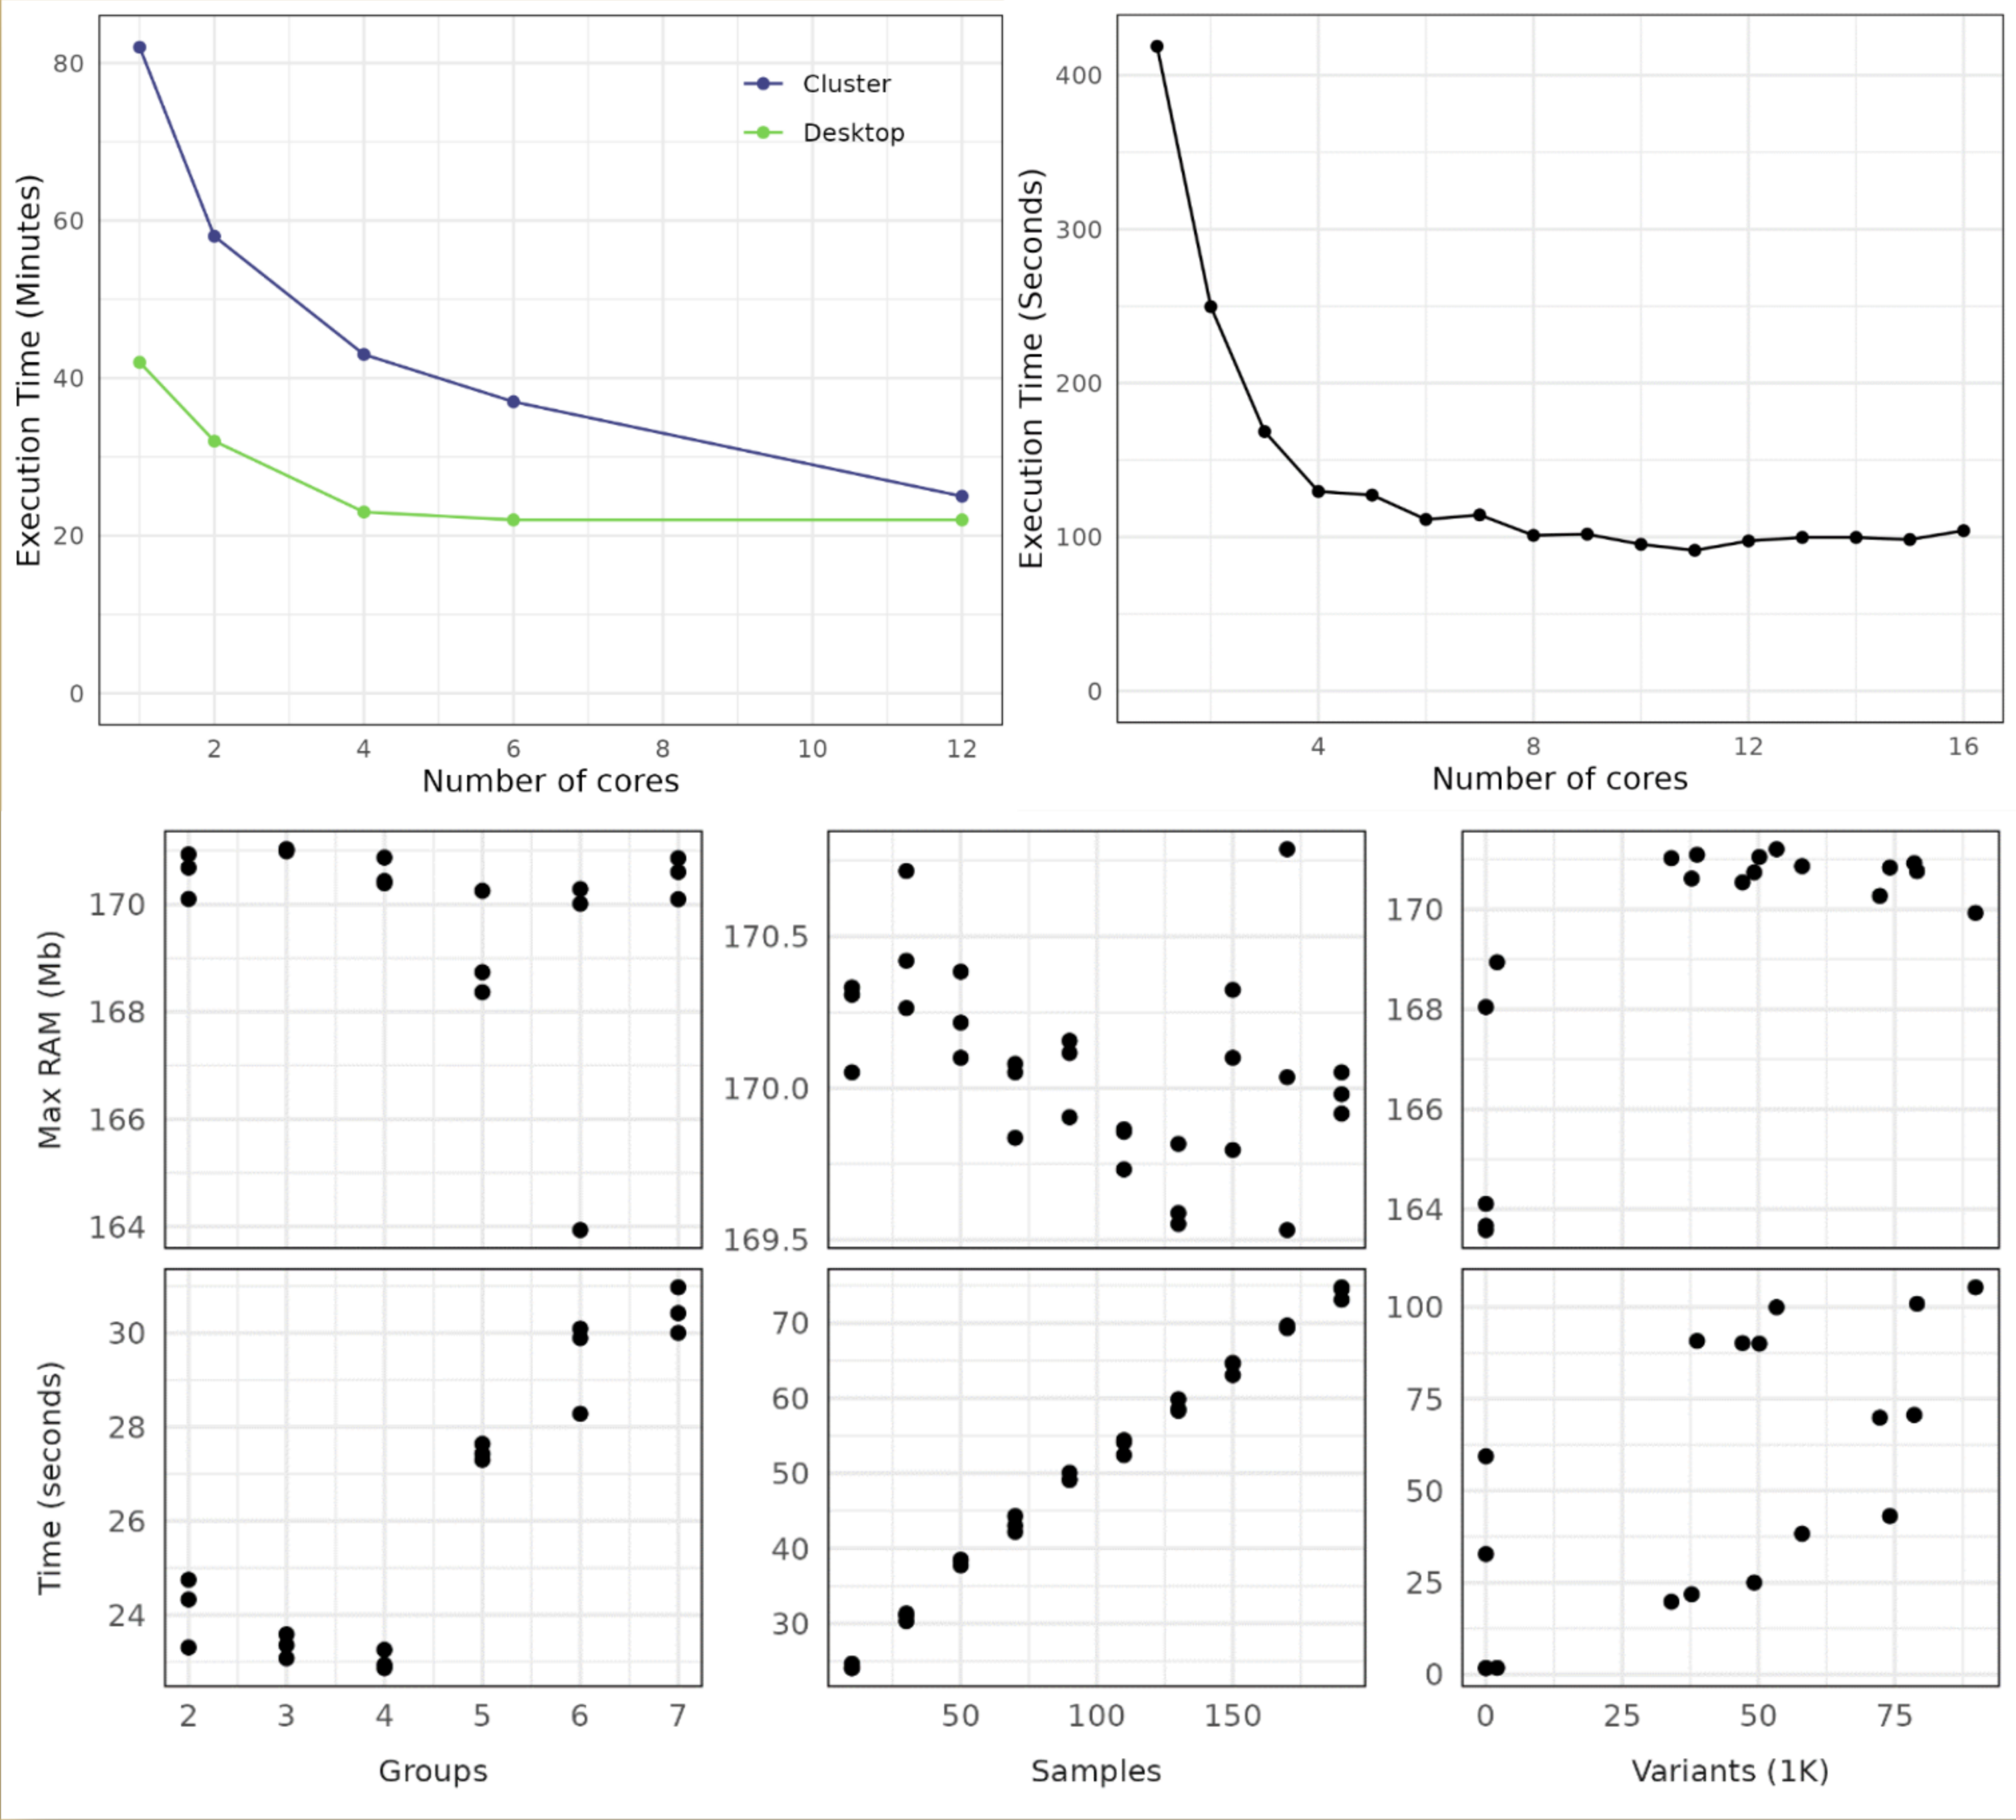 Execution Time (Minutes)
80
60
40
20
0
Cluster
Desktop
2 4 6 8 10 12
Number of cores
Execution Time (Seconds)
400
300
200
100
0
4 8 12 16
Number of cores
Max RAM (Mb)
170
168
166
164
170.5
170.0
169.5
170
168
166
164
Time (seconds)
30
28
26
24
70
60
50
40
30
100
75
50
25
0
2 3 4 5 6 7
Groups
50 100 150
Samples
0 25 50 75
Variants (1K)